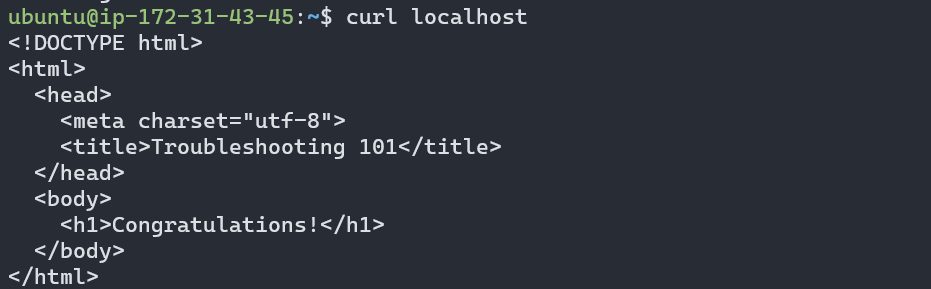 ubuntu@ip-172-31-43-45:~$ curl localhost
<!DOCTYPE html>
<html>
  <head>
    <meta charset="utf-8">
    <title>Troubleshooting 101</title>
  </head>
  <body>
    <h1>Congratulations!</h1>
  </body>
</html>